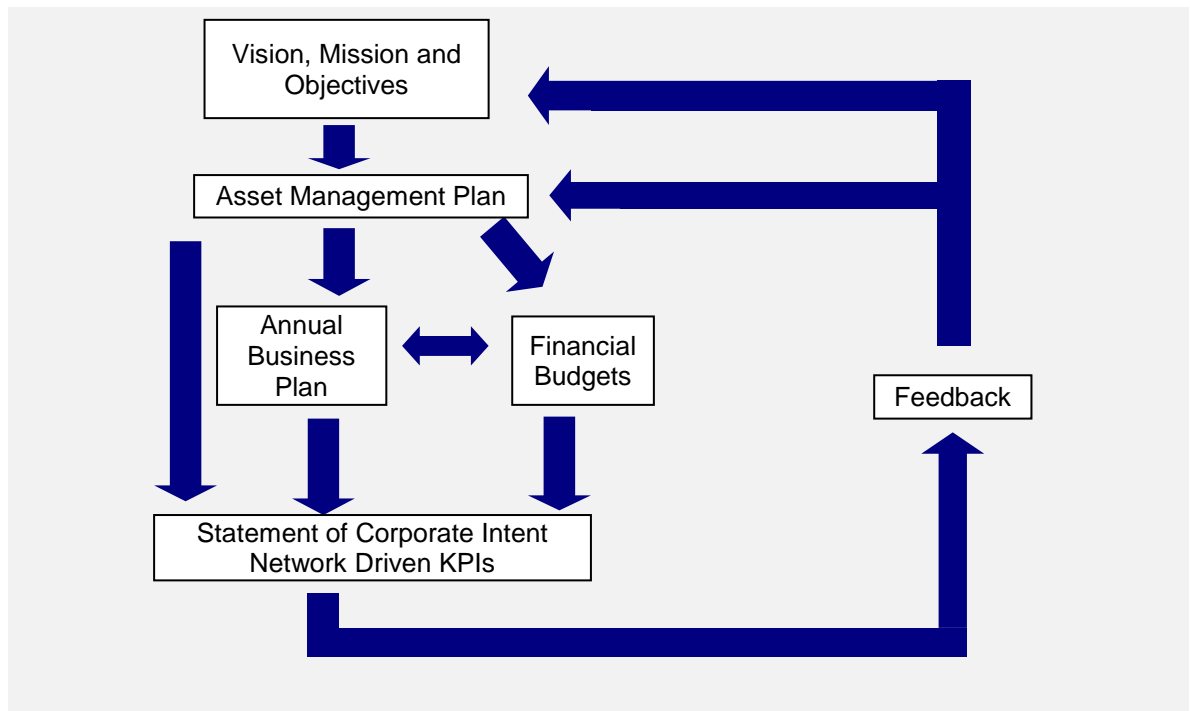 Vision, Mission and
Objectives
Asset Management Plan
Annual
Business
Plan
Financial
Budgets
Feedback
Statement of Corporate Intent
Network Driven KPIs